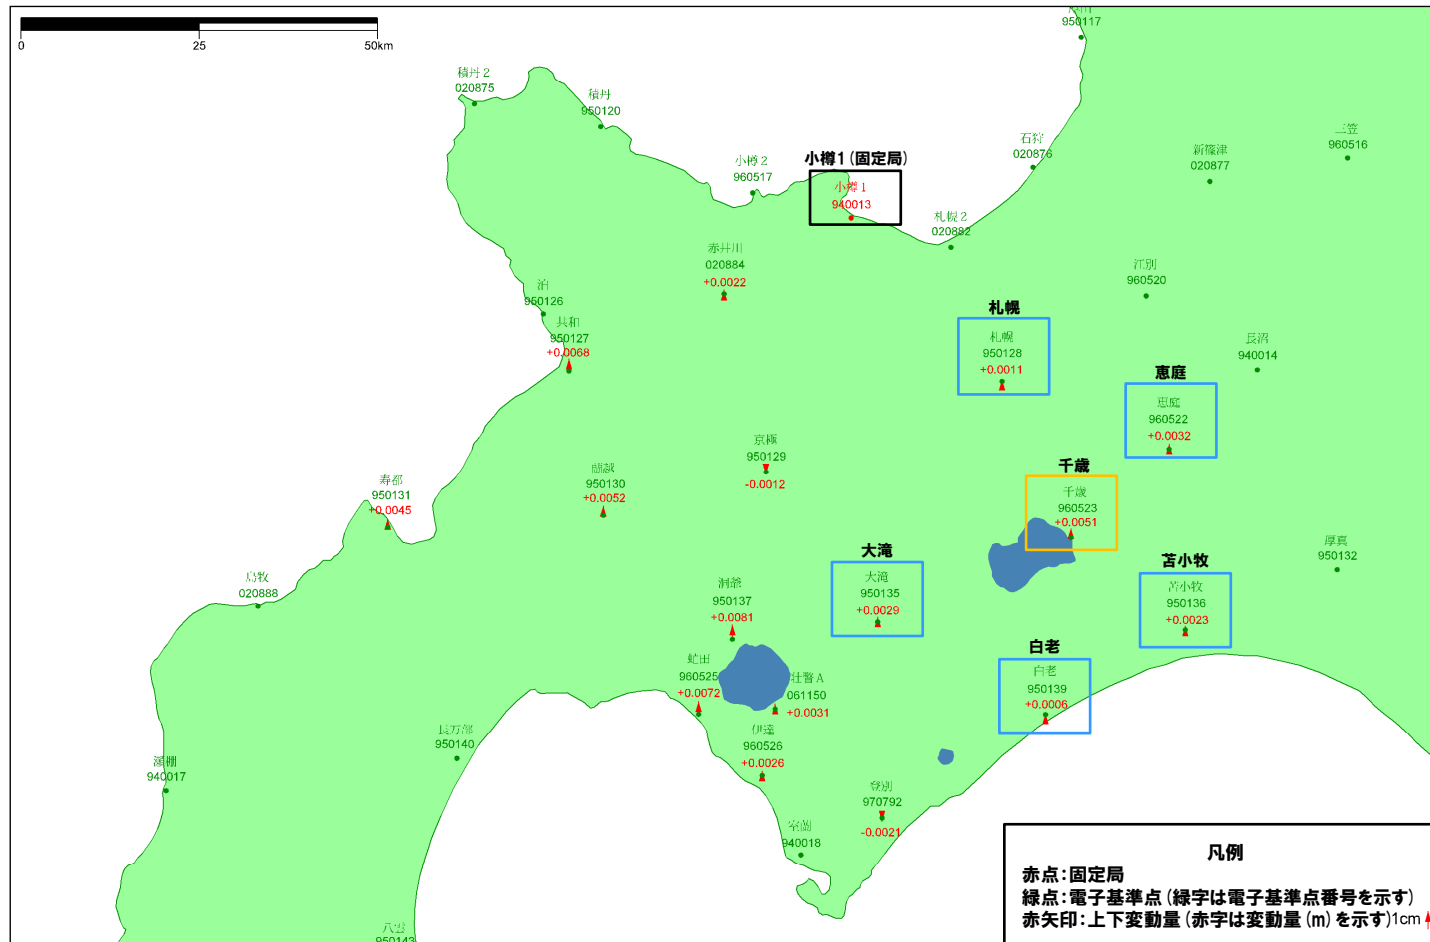 0
25
50km
950117
積丹2
020875
積丹
950120
小樽2
960517
小樽1(固定局)
小樽1
940013
石狩
020876
新篠津
020877
三笠
960516
札幌2
020882
赤井川
020884
+0.0022
江別
960520
泊
950126
共和
950127
+0.0068
札幌
札幌
950128
+0.0011
長沼
940014
恵庭
恵庭
960522
+0.0032
京極
950129
-0.0012
蘭越
950130
+0.0052
寿都
950131
+0.0045
千歳
千歳
960523
+0.0051
厚真
950132
大滝
大滝
950135
+0.0029
苫小牧
苫小牧
950136
+0.0023
島牧
020888
洞爺
950137
+0.0081
虻田
960525
+0.0072
壮瞥A
061150
+0.0031
白老
白老
950139
+0.0006
伊達
960526
+0.0026
長万部
950140
瀬棚
940017
登別
970792
-0.0021
室蘭
940018
八雲
950143
凡例
赤点:固定局
緑点:電子基準点(緑字は電子基準点番号を示す)
赤矢印:上下変動量(赤字は変動量(m)を示す)1cm